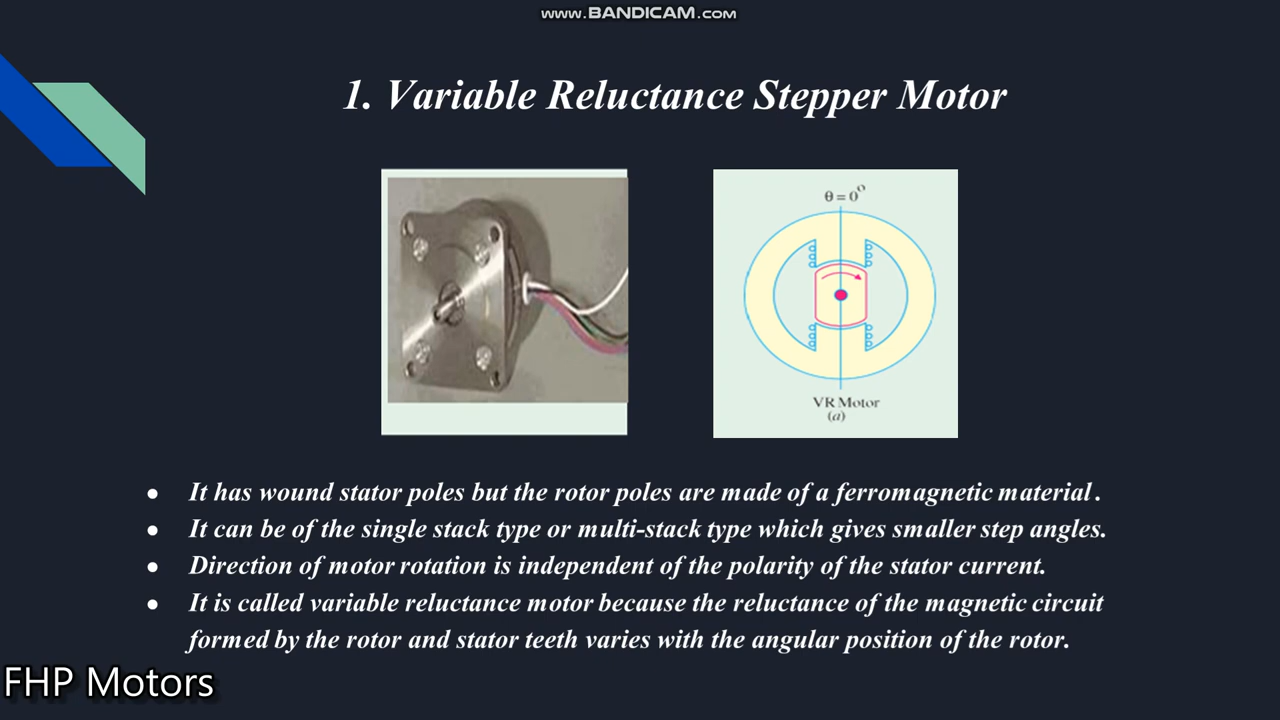 www.BANDICAM.com
1. Variable Reluctance Stepper Motor
θ = 0°
VR Motor
(a)
● It has wound stator poles but the rotor poles are made of a ferromagnetic material.
● It can be of the single stack type or multi-stack type which gives smaller step angles.
● Direction of motor rotation is independent of the polarity of the stator current.
● It is called variable reluctance motor because the reluctance of the magnetic circuit
formed by the rotor and stator teeth varies with the angular position of the rotor.
FHP Motors